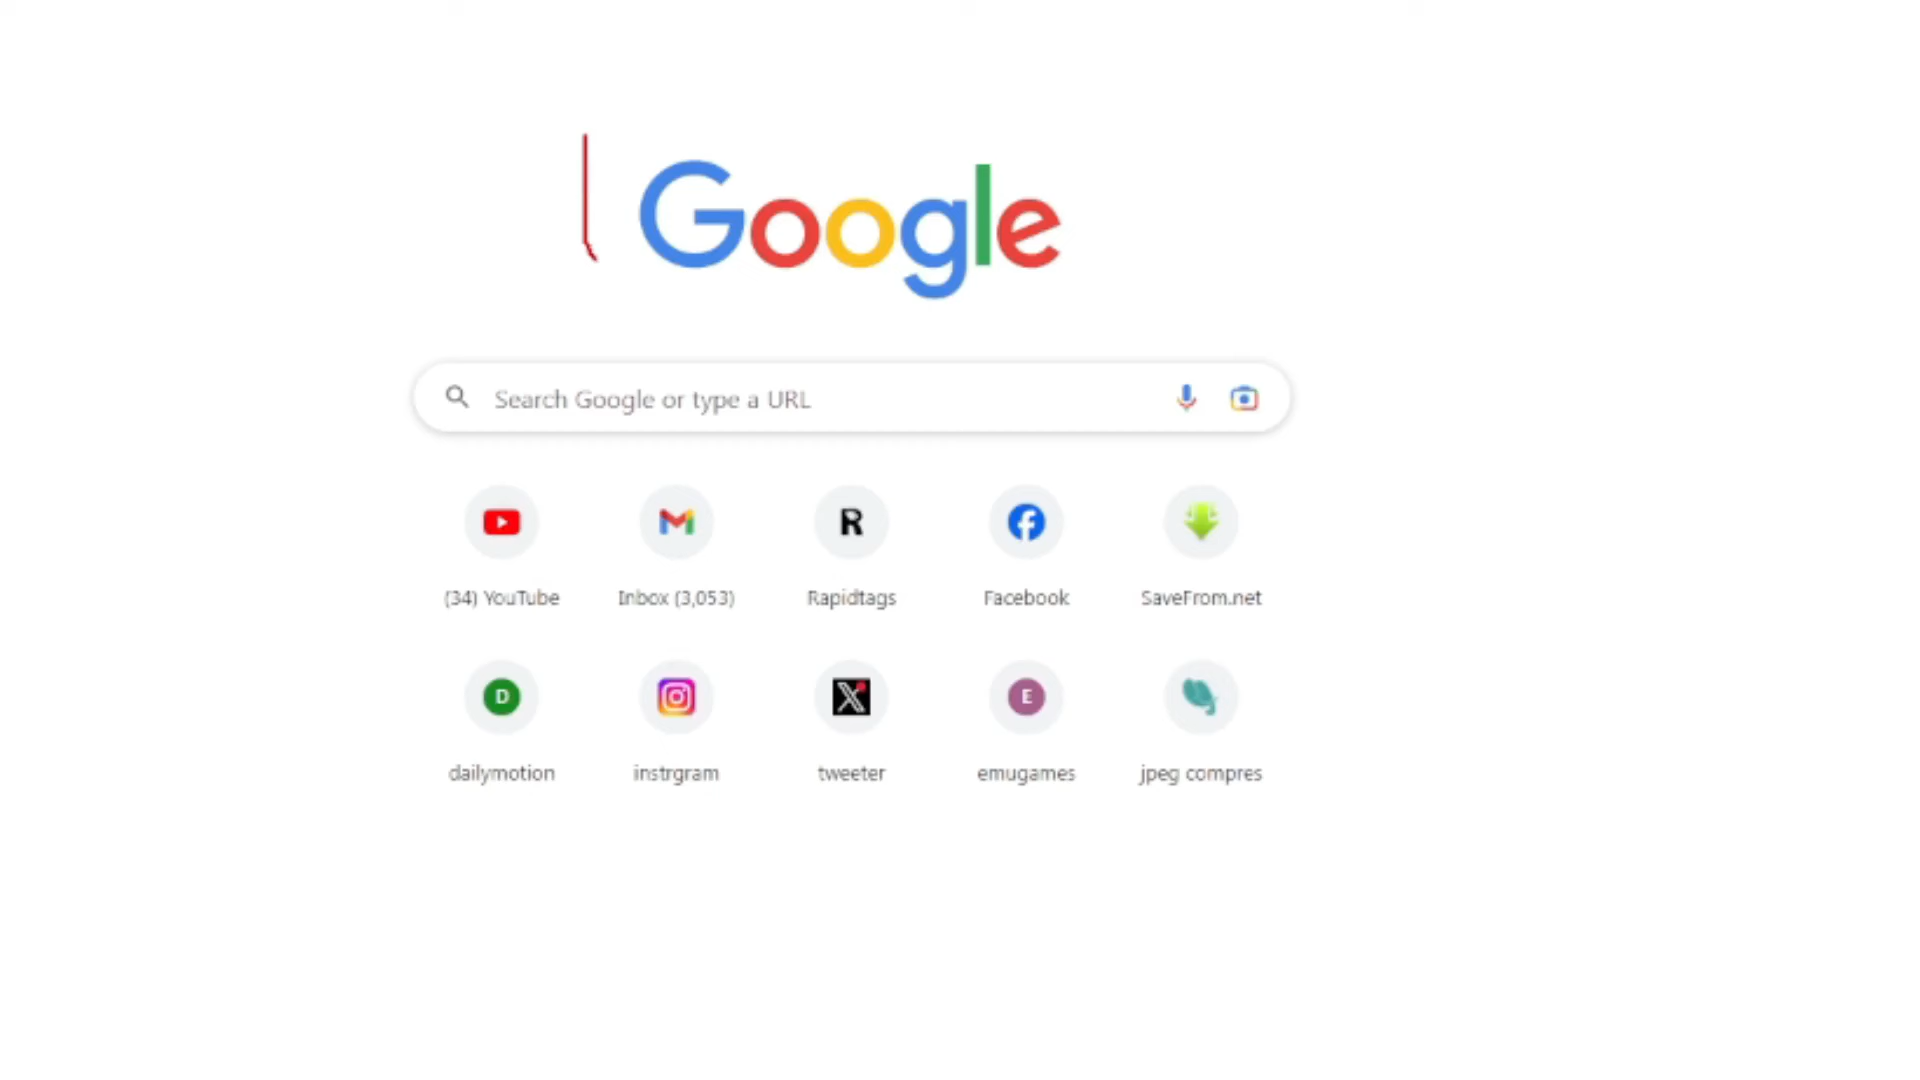 Google
Search Google or type a URL
R
(34) YouTube Inbox (3,053) Rapidtags Facebook SaveFrom.net
D E
dailymotion instrgram tweeter emugames jpeg compres